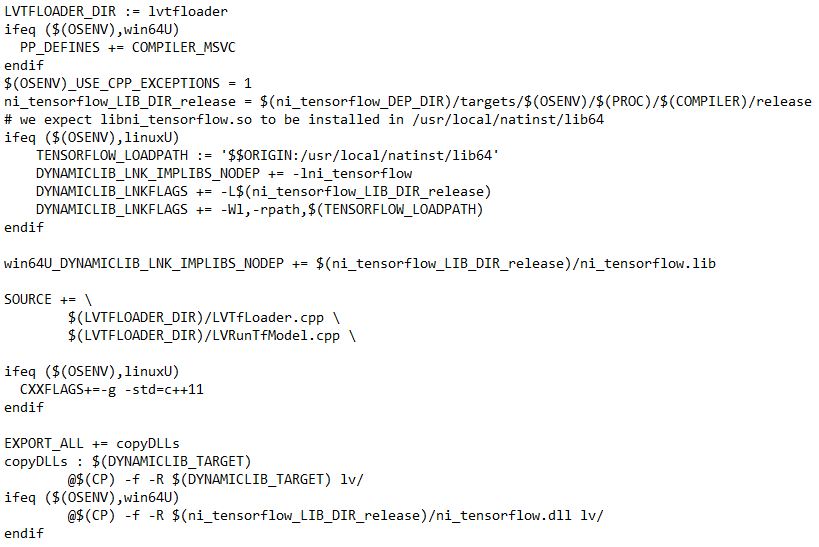 LVTFLOADER_DIR := lvtfloader
ifeq ($(OSENV),win64U)
  PP_DEFINES += COMPILER_MSVC
endif
$(OSENV)_USE_CPP_EXCEPTIONS = 1
ni_tensorflow_LIB_DIR_release = $(ni_tensorflow_DEP_DIR)/targets/$(OSENV)/$(PROC)/$(COMPILER)/release
# we expect libni_tensorflow.so to be installed in /usr/local/natinst/lib64
ifeq ($(OSENV),linuxU)
    TENSORFLOW_LOADPATH := '$$ORIGIN:/usr/local/natinst/lib64'
    DYNAMICLIB_LNK_IMPLIBS_NODEP += -lni_tensorflow
    DYNAMICLIB_LNKFLAGS += -L$(ni_tensorflow_LIB_DIR_release)
    DYNAMICLIB_LNKFLAGS += -Wl,-rpath,$(TENSORFLOW_LOADPATH)
endif

win64U_DYNAMICLIB_LNK_IMPLIBS_NODEP += $(ni_tensorflow_LIB_DIR_release)/ni_tensorflow.lib

SOURCE += \
        $(LVTFLOADER_DIR)/LVTfLoader.cpp \
        $(LVTFLOADER_DIR)/LVRunTfModel.cpp \

ifeq ($(OSENV),linuxU)
  CXXFLAGS+=-g -std=c++11
endif

EXPORT_ALL += copyDLLs
copyDLLs : $(DYNAMICLIB_TARGET)
        @$(CP) -f -R $(DYNAMICLIB_TARGET) lv/
ifeq ($(OSENV),win64U)
        @$(CP) -f -R $(ni_tensorflow_LIB_DIR_release)/ni_tensorflow.dll lv/
endif